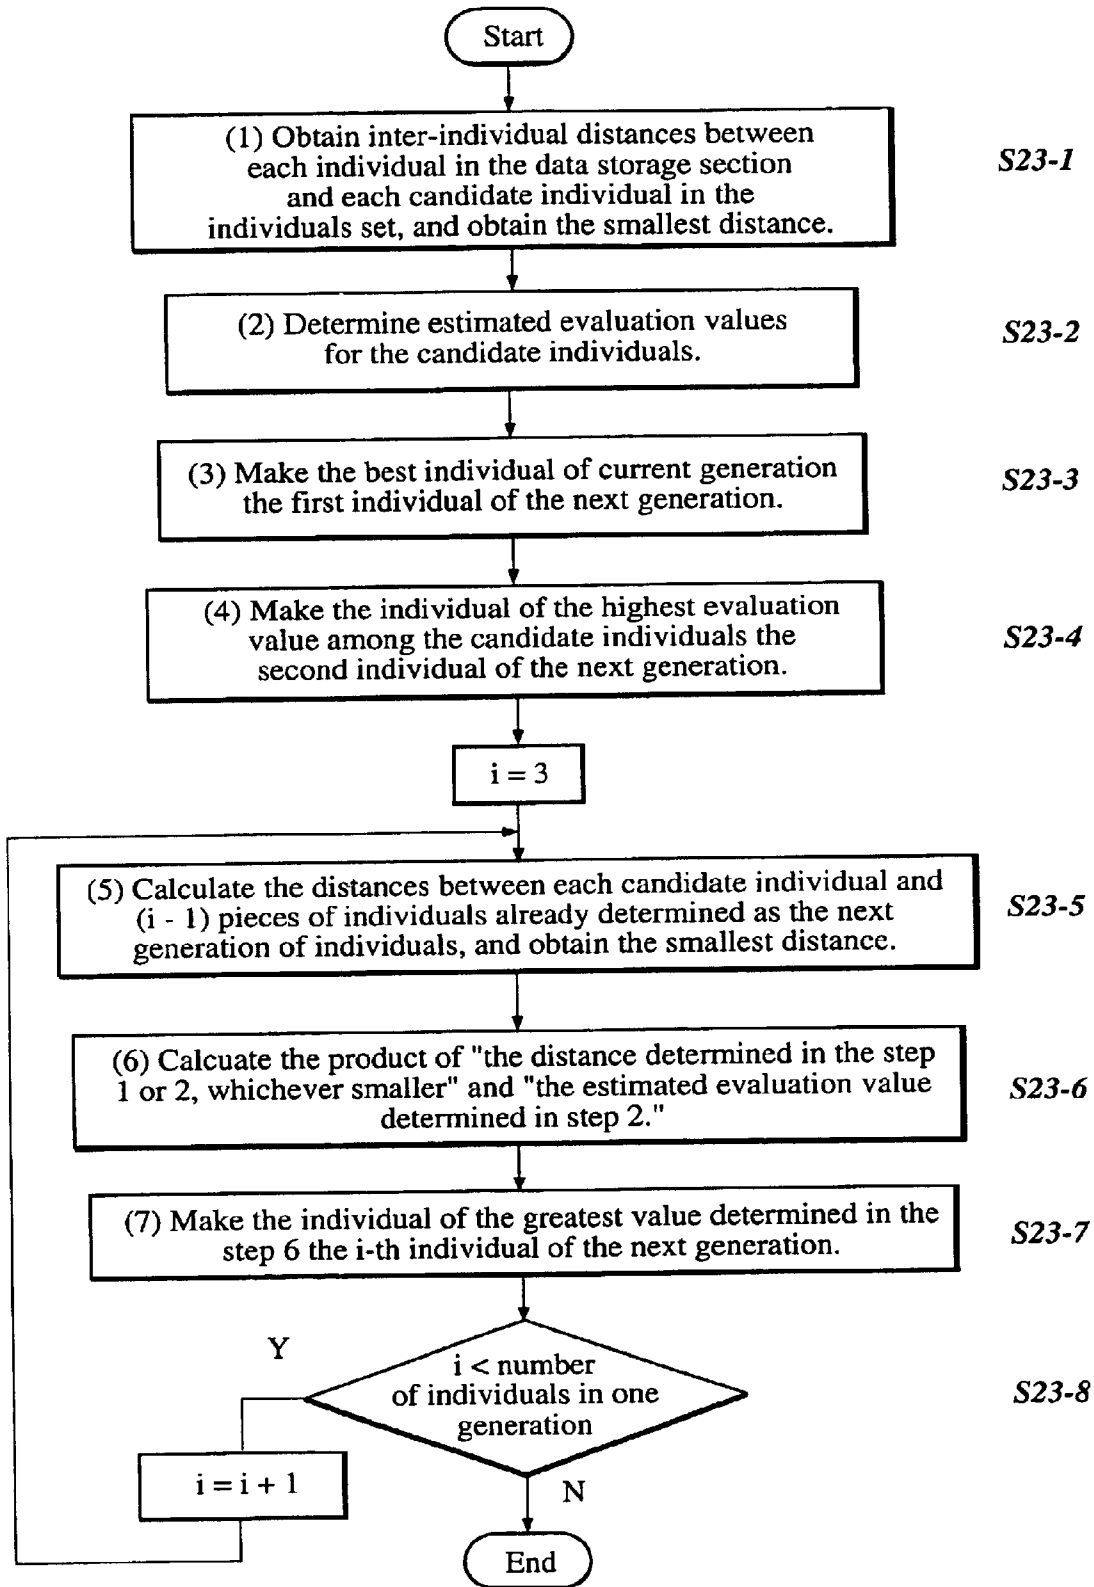 Start
(1) Obtain inter-individual distances between
each individual in the data storage section
and each candidate individual in the
individuals set, and obtain the smallest distance.
S23-1
(2) Determine estimated evaluation values
for the candidate individuals.
S23-2
(3) Make the best individual of current generation
the first individual of the next generation.
S23-3
(4) Make the individual of the highest evaluation
value among the candidate individuals the
second individual of the next generation.
S23-4
i = 3
(5) Calculate the distances between each candidate individual and
(i - 1) pieces of individuals already determined as the next
generation of individuals, and obtain the smallest distance.
S23-5
(6) Calcuate the product of "the distance determined in the step
1 or 2, whichever smaller" and "the estimated evaluation value
determined in step 2."
S23-6
(7) Make the individual of the greatest value determined in the
step 6 the i-th individual of the next generation.
S23-7
Y
i < number
of individuals in one
generation
S23-8
i = i + 1
N
End